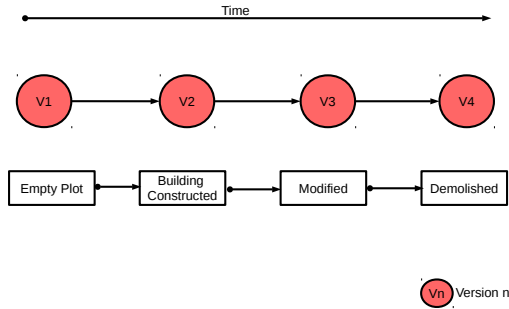 Time
V1
V2
V3
V4
Empty Plot
Building
Constructed
Modified
Demolished
Vn Version n